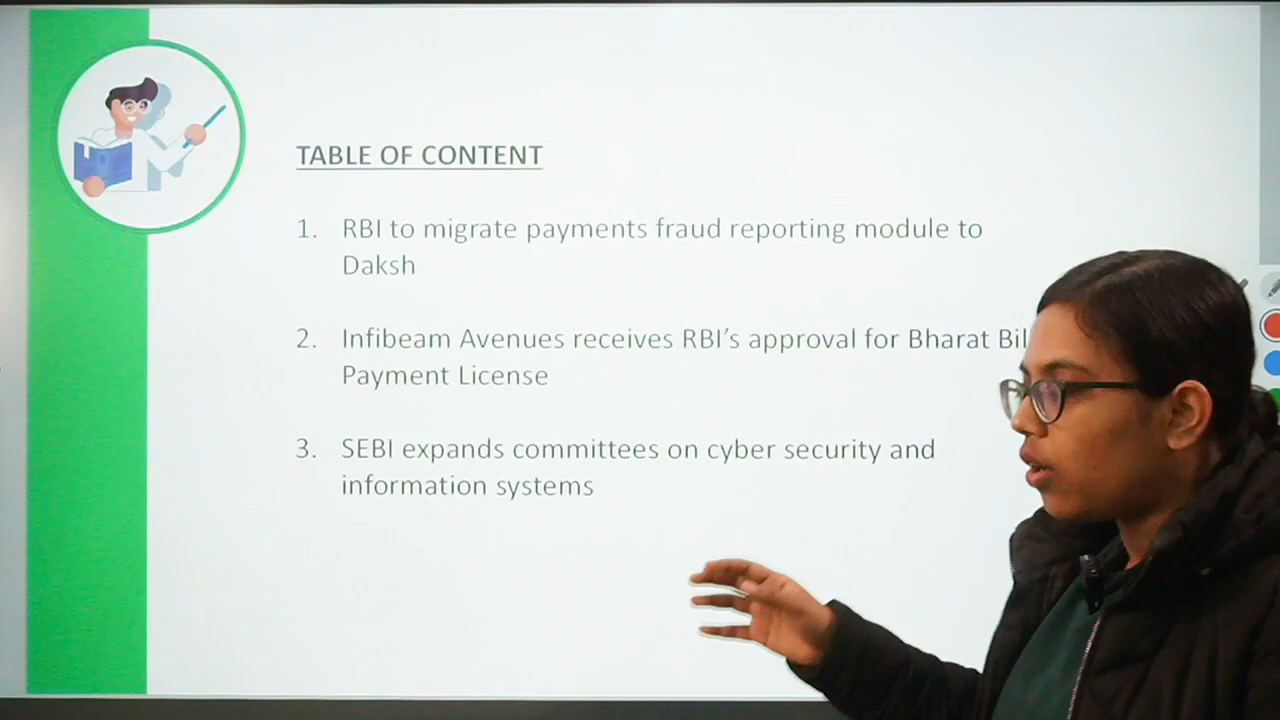 TABLE OF CONTENT
1. RBI to migrate payments fraud reporting module to
Daksh
2. Infibeam Avenues receives RBI’s approval for Bharat
Payment License
3. SEBI expands committees on cyber security and
information systems